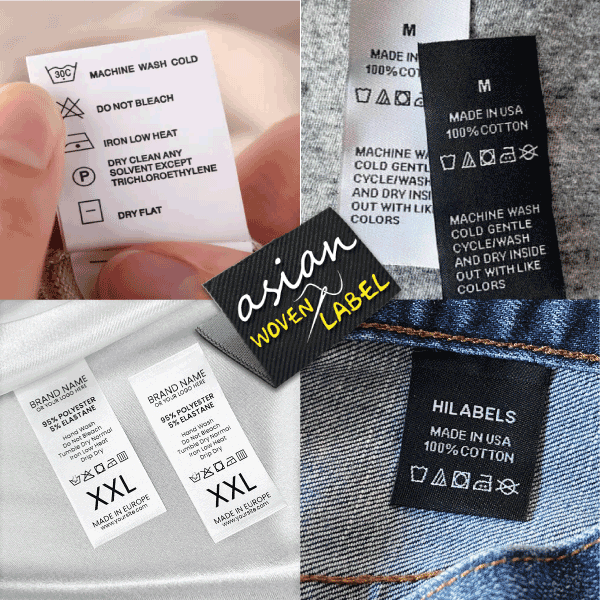 30C
MACHINE WASH COLD
DO NOT BLEACH
IRON LOW HEAT
DRY CLEAN ANY
SOLVENT EXCEPT
TRICHLOROETHYLENE
P
DRY FLAT
M
MADE IN
100% COT
MACHINE W
COLD GENTLE
CYCLE/WASH
AND DRY INSI
OUT WITH LIK
COLORS
M
MADE IN USA
100% COTTON
MACHINE WASH
COLD GENTLE
CYCLE/WASH
AND DRY INSIDE
OUT WITH LIKE
COLORS
asian
WOVEN LABEL
BRAND NAME
OR YOUR LOGO HERE
95% POLYESTER
5% ELASTANE
Hand Wash
Do Not Bleach
Tumble Dry Normal
Iron Low Heat
Drip Dry
XXL
MADE IN EUROPE
www.yoursite.com
BRAND NAME
OR YOUR LOGO HERE
95% POLYESTER
5% ELASTANE
Hand Wash
Do Not Bleach
Tumble Dry Normal
Iron Low Heat
Drip Dry
XXL
MADE IN EUROPE
www.yoursite.com
HILABELS
MADE IN USA
100% COTTON